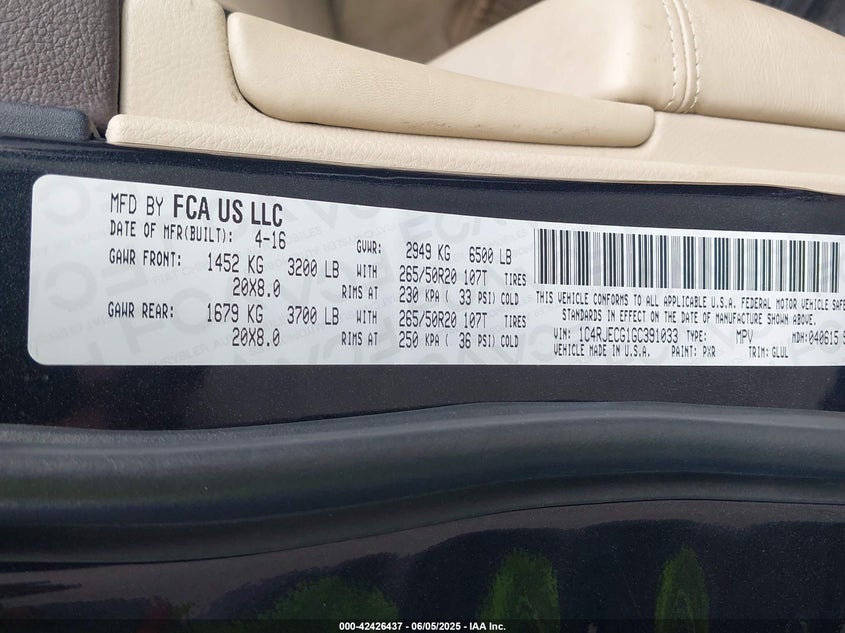 MFD BY FCA US LLC
DATE OF MFR(BUILT): 4-16 GVWR: 2949 KG 6500 LB
GAWR FRONT: 1452 KG 3200 LB WITH 265/50R20 107T TIRES
20X8.0 RIMS AT 230 KPA ( 33 PSI) COLD
GAWR REAR: 1679 KG 3700 LB WITH 265/50R20 107T TIRES
20X8.0 RIMS AT 250 KPA ( 36 PSI) COLD
THIS VEHICLE CONFORMS TO ALL APPLICABLE U.S.A. FEDERAL MOTOR VEHICLE SAFE
STANDARDS IN EFFECT ON THE DATE OF MANUFACTURE SHOWN ABOVE.
VIN: 1C4RJECG1GC391033 TYPE: MPV MDH: 040615 5
VEHICLE MADE IN U.S.A. PAINT: PXR TRIM: GLUL
000-42426437 - 06/05/2025 - IAA Inc.